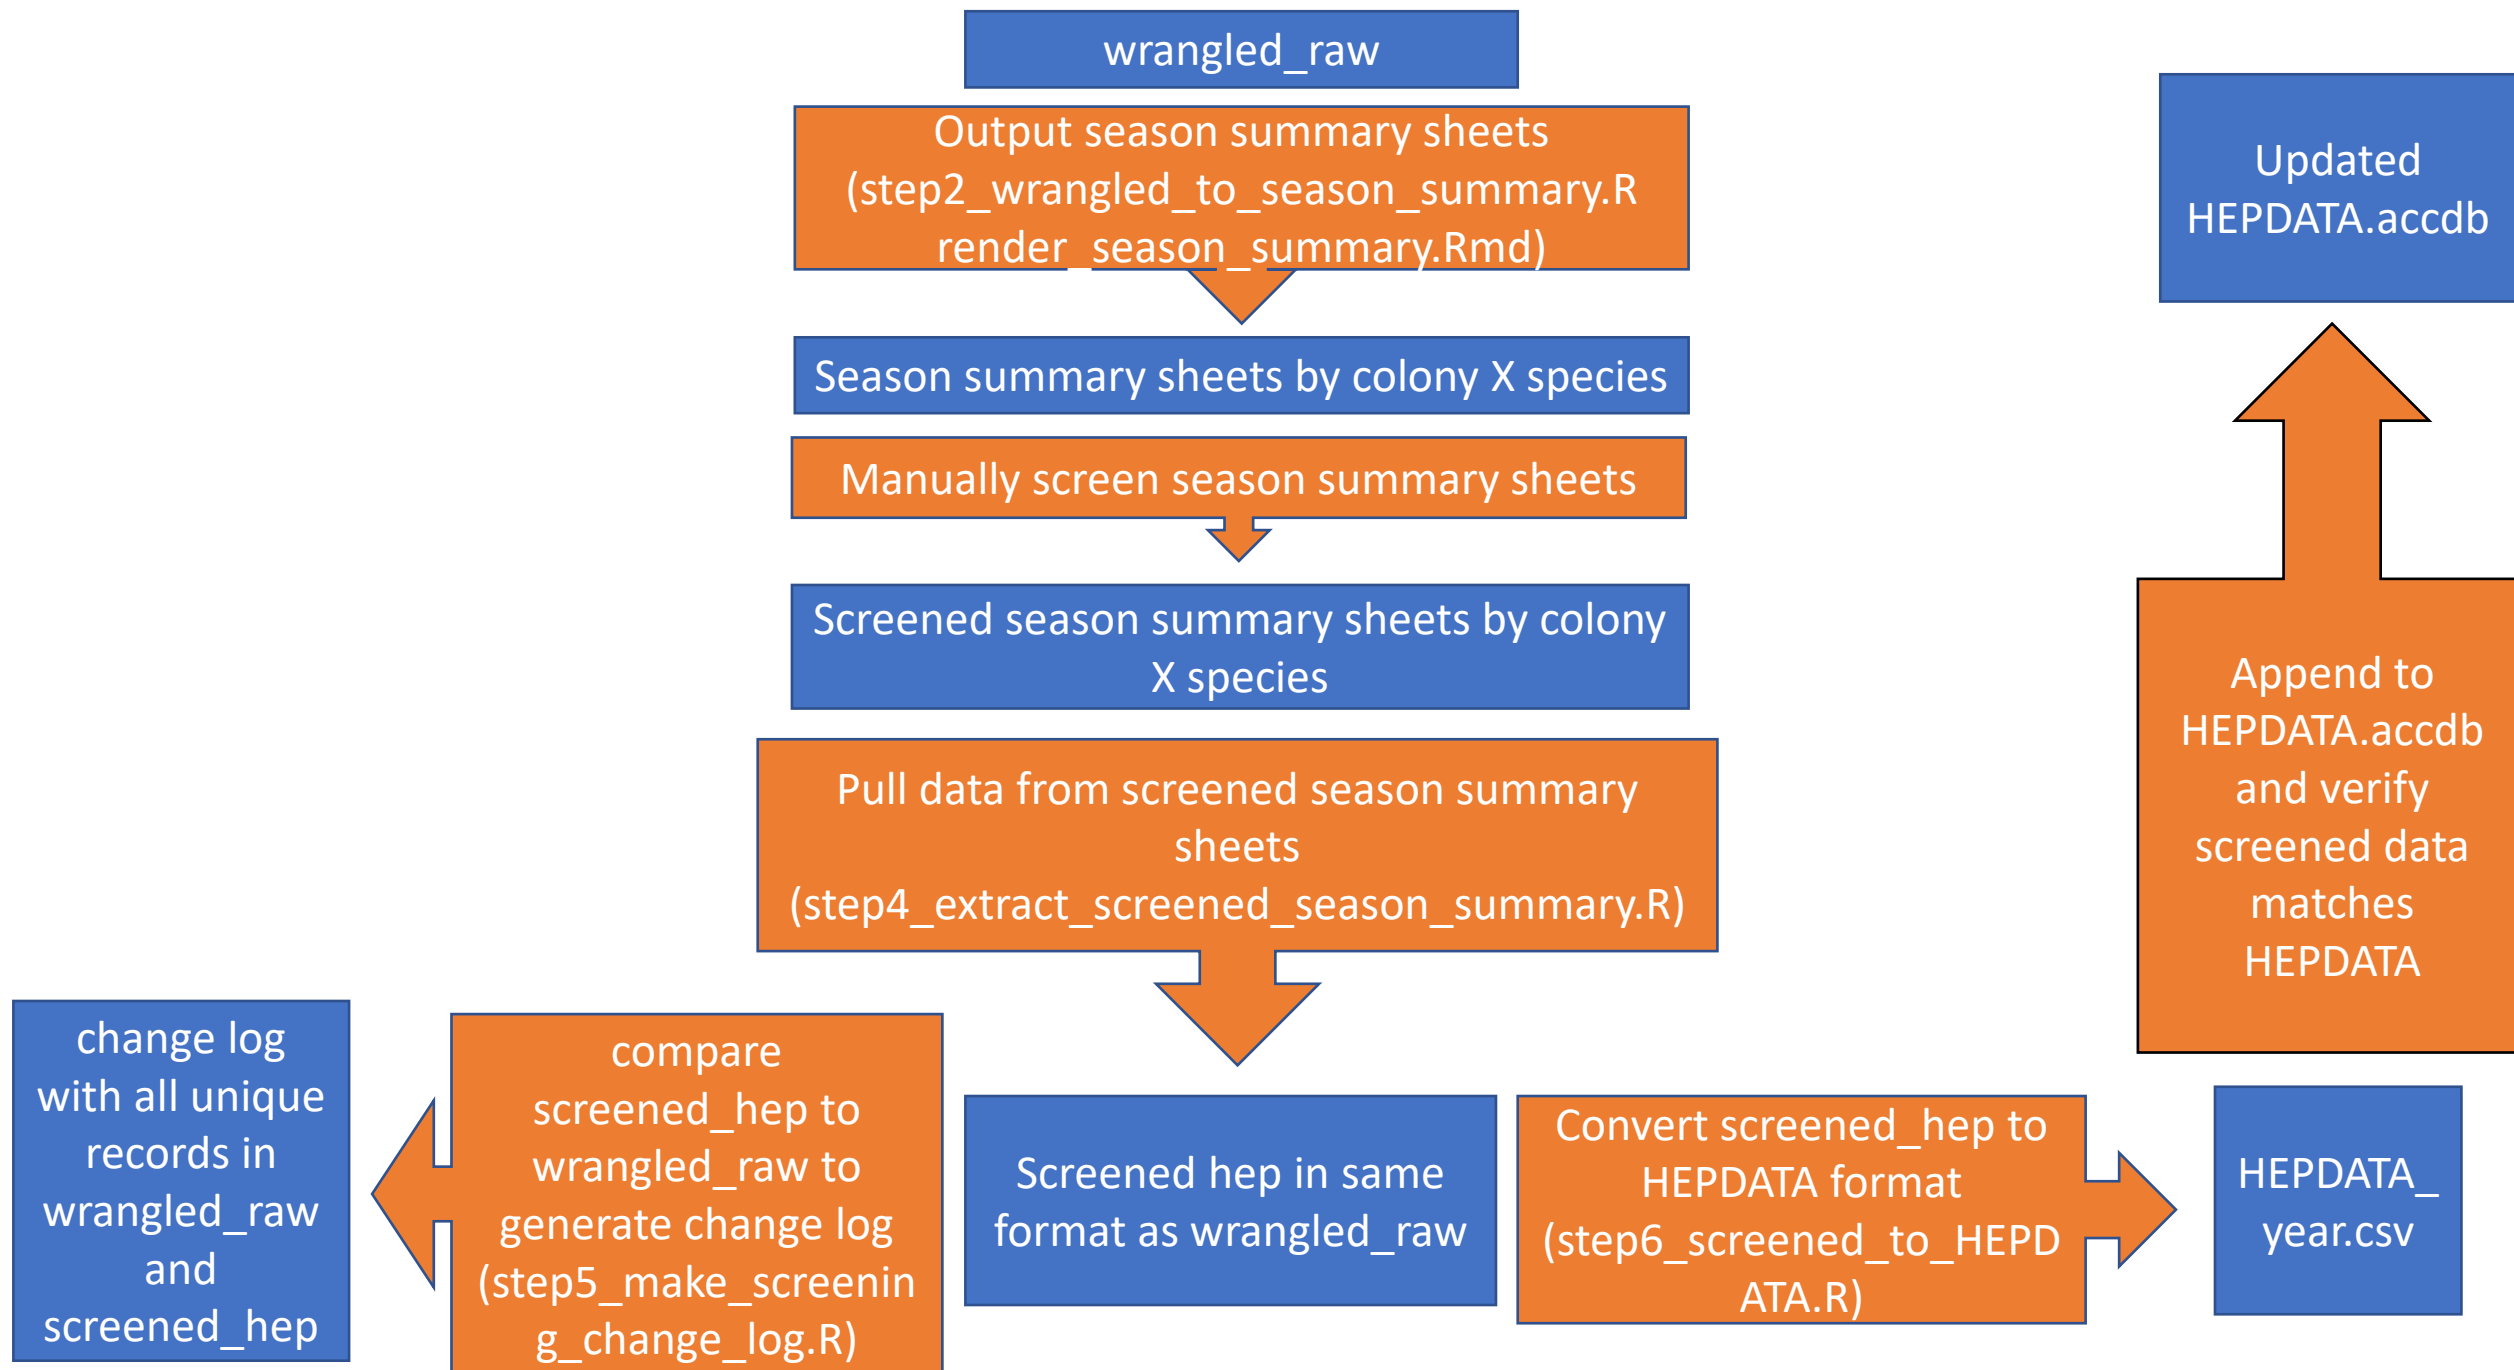 wrangled_raw
Output season summary sheets
(step2_wrangled_to_season_summary.R
render_season_summary.Rmd)
Season summary sheets by colony X species
Manually screen season summary sheets
Screened season summary sheets by colony
X species
Pull data from screened season summary
sheets
(step4_extract_screened_season_summary.R)
change log
with all unique
records in
wrangled_raw
and
screened_hep
compare
screened_hep to
wrangled_raw to
generate change log
(step5_make_screenin
g_change_log.R)
Screened hep in same
format as wrangled_raw
Convert screened_hep to
HEPDATA format
(step6_screened_to_HEPD
ATA.R)
HEPDATA_
year.csv
Append to
HEPDATA.accdb
and verify
screened data
matches
HEPDATA
Updated
HEPDATA.accdb